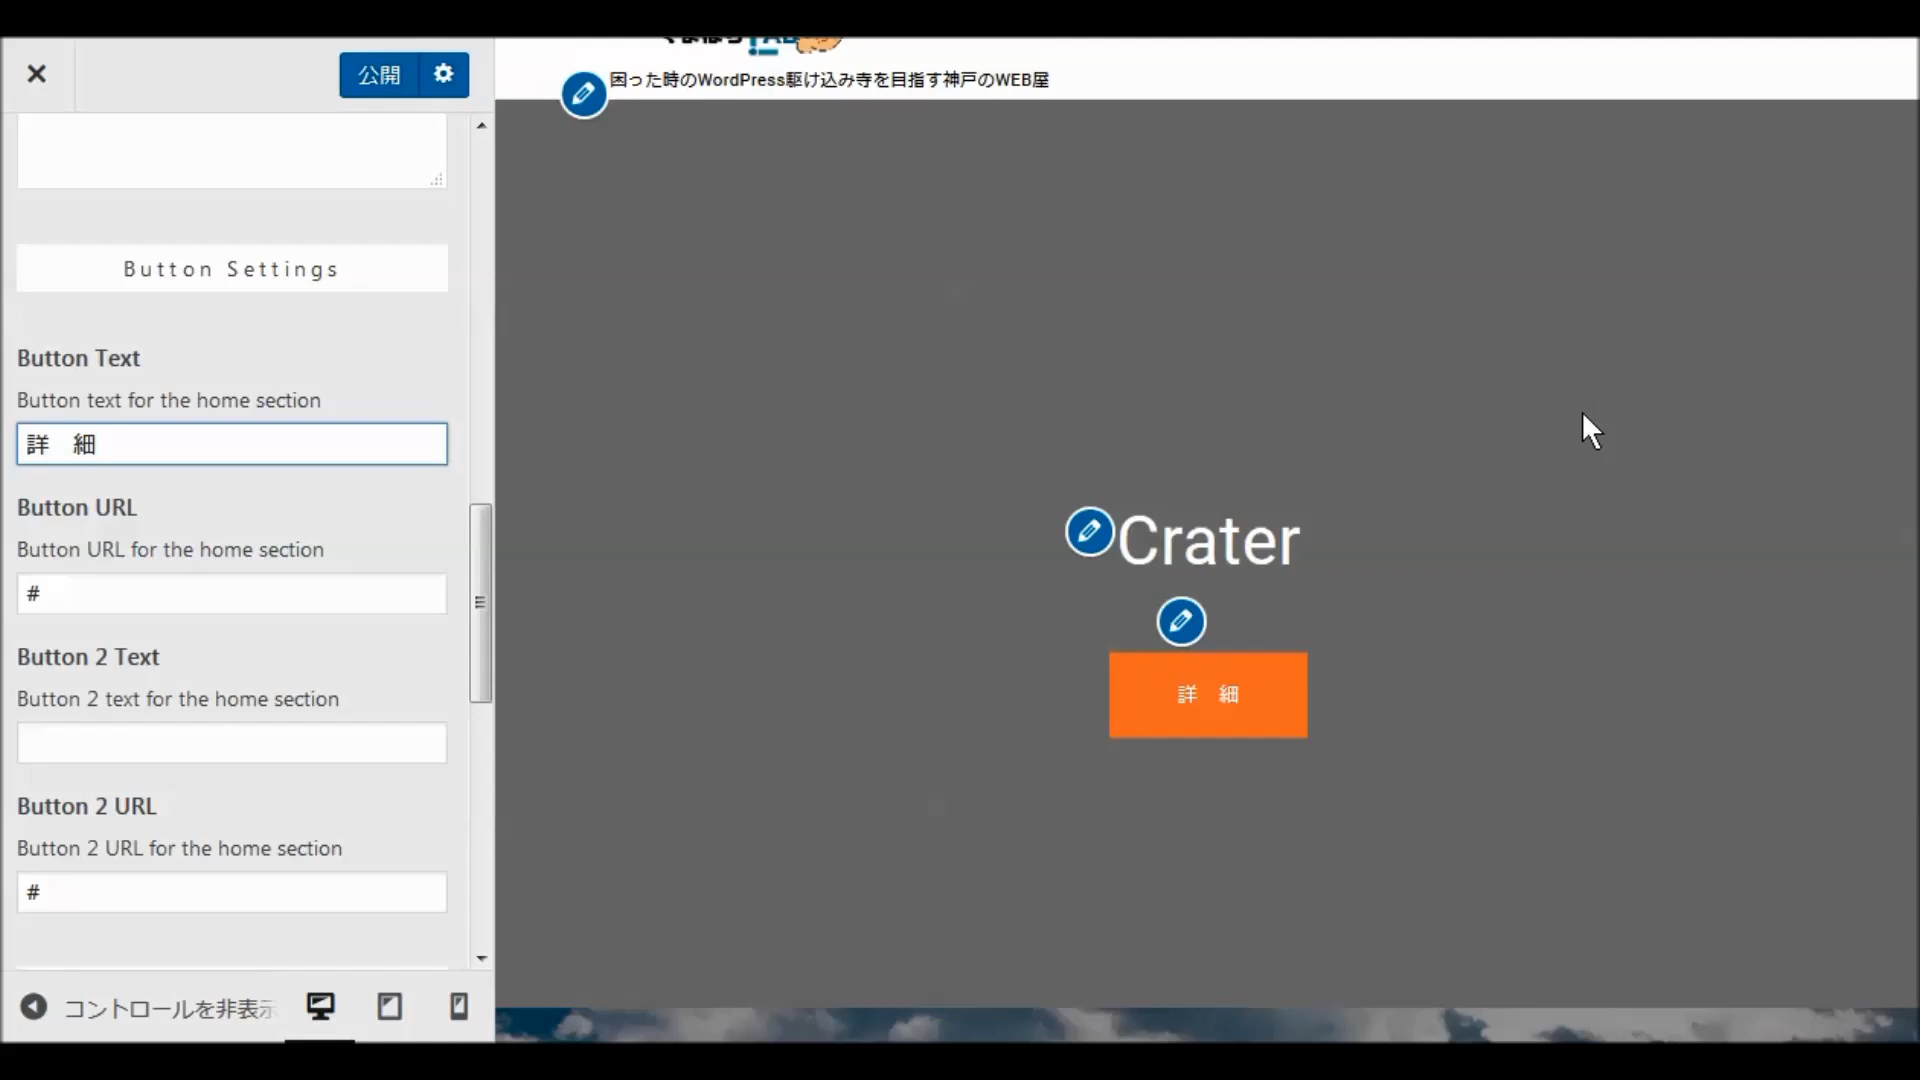 公開
困った時のWordPress駆け込み寺を目指す神戸のWEB屋
Button Settings
Button Text
Button text for the home section
詳　細
Button URL
Button URL for the home section
#
Button 2 Text
Button 2 text for the home section
Button 2 URL
Button 2 URL for the home section
#
コントロールを非表示
Crater
詳　細